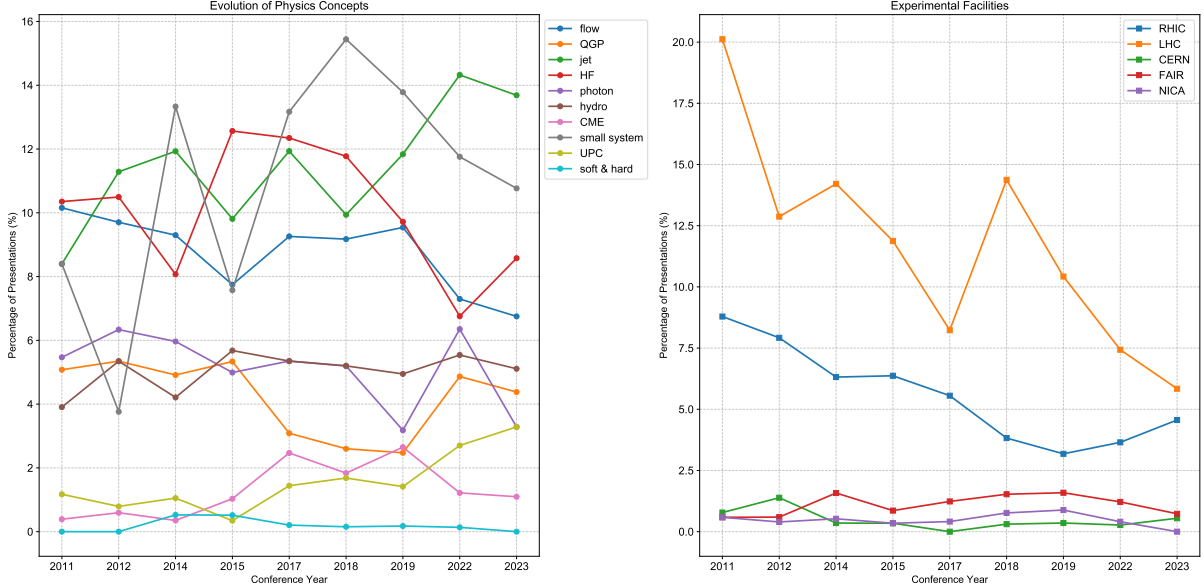 Evolution of Physics Concepts
Percentage of Presentations (%)
16
14
12
10
8
6
4
2
0
2011 2012 2014 2015 2017 2018 2019 2022 2023
Conference Year
flow
QGP
jet
HF
photon
hydro
CME
small system
UPC
soft & hard
Experimental Facilities
Percentage of Presentations (%)
20.0
17.5
15.0
12.5
10.0
7.5
5.0
2.5
0.0
2011 2012 2014 2015 2017 2018 2019 2022 2023
Conference Year
RHIC
LHC
CERN
FAIR
NICA